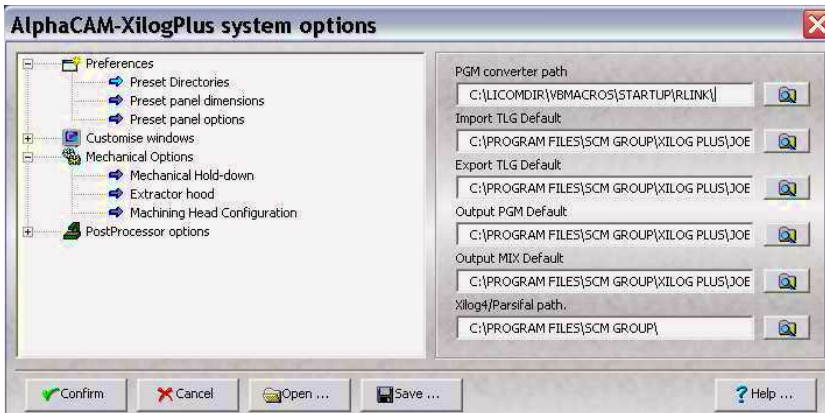 AlphaCAM-XilogPlus system options
Preferences
Preset Directories
Preset panel dimensions
Preset panel options
Customise windows
Mechanical Options
Mechanical Hold-down
Extractor hood
Machining Head Configuration
PostProcessor options
PGM converter path
C:\LICOMDIR\VBMACROS\STARTUP\RLINK\
Import TLG Default
C:\PROGRAM FILES\SCM GROUP\XILOG PLUS\JOE
Export TLG Default
C:\PROGRAM FILES\SCM GROUP\XILOG PLUS\JOE
Output PGM Default
C:\PROGRAM FILES\SCM GROUP\XILOG PLUS\JOE
Output MIX Default
C:\PROGRAM FILES\SCM GROUP\XILOG PLUS\JOE
Xilog4/Parsifal path.
C:\PROGRAM FILES\SCM GROUP\
Confirm
Cancel
Open ...
Save ...
Help ...